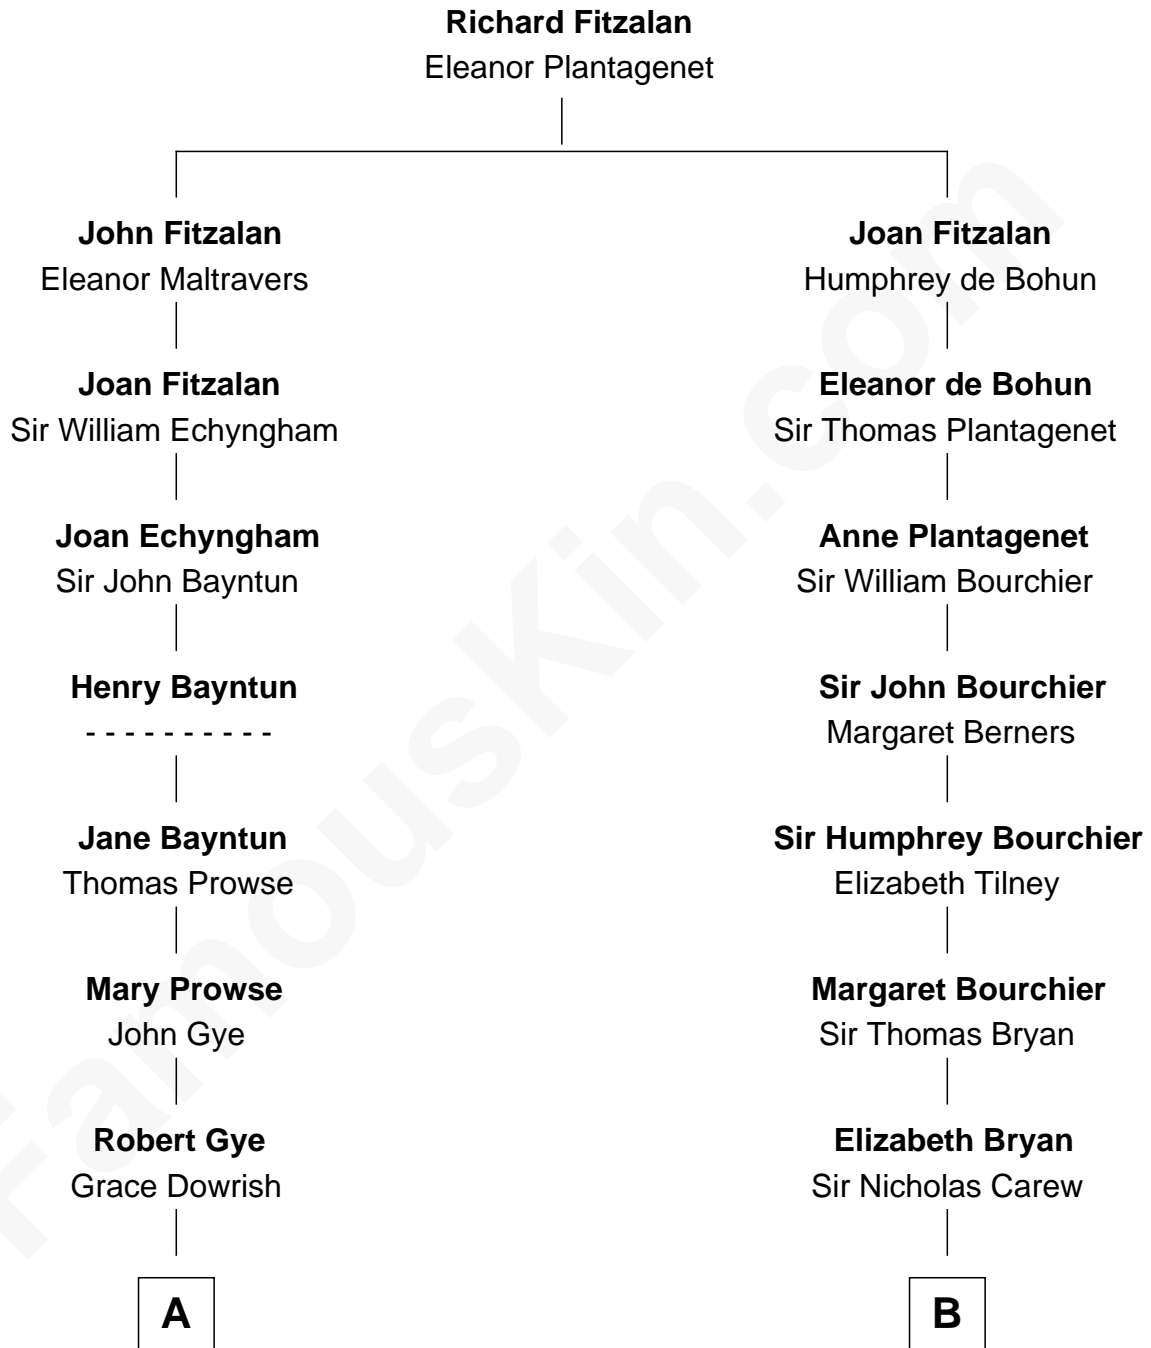 Richard Fitzalan
Eleanor Plantagenet
John Fitzalan
Eleanor Maltravers
Joan Fitzalan
Humphrey de Bohun
Joan Fitzalan
Sir William Echyngham
Eleanor de Bohun
Sir Thomas Plantagenet
Joan Echyngham
Sir John Bayntun
Anne Plantagenet
Sir William Bourchier
Henry Bayntun
- - - - - - - - - -
Sir John Bourchier
Margaret Berners
Jane Bayntun
Thomas Prowse
Sir Humphrey Bourchier
Elizabeth Tilney
Mary Prowse
John Gye
Margaret Bourchier
Sir Thomas Bryan
Robert Gye
Grace Dowrish
Elizabeth Bryan
Sir Nicholas Carew
A
B
FamousKin.com